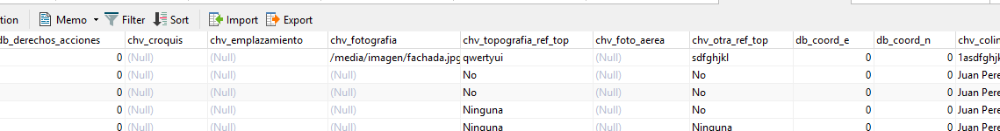 tion Memo Filter Sort Import Export
db_derechos_acciones chv_croquis chv_emplazamiento chv_fotografia chv_topografia_ref_top chv_foto_aerea chv_otra_ref_top db_coord_e db_coord_n chv_colin
0 (Null) (Null) /media/imagen/fachada.jpg qwertyui (Null) sdfghjkl 0 0 1asdfghjk
0 (Null) (Null) (Null) No (Null) No 0 0 Juan Pere
0 (Null) (Null) (Null) No (Null) No 0 0 Juan Pere
0 (Null) (Null) (Null) Ninguna (Null) No 0 0 Juan Pere
0 (Null) (Null) (Null) Ninguna (Null) Ninguna 0 0 Juan Pere